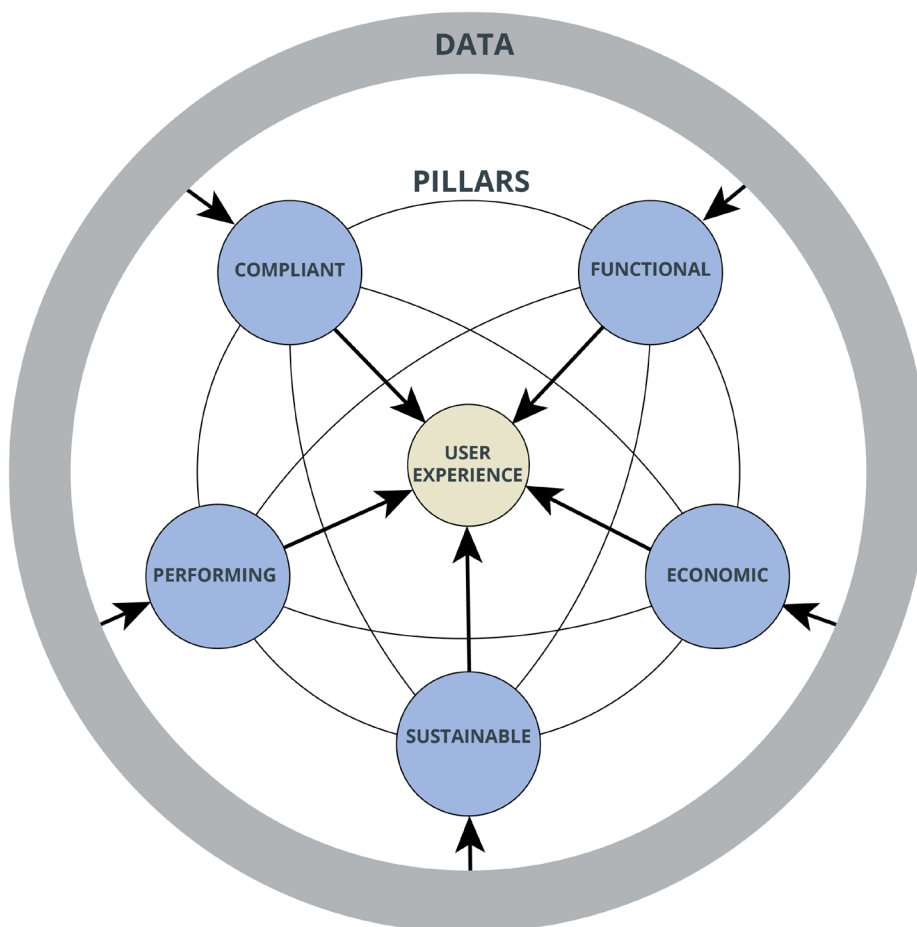 DATA
PILLARS
COMPLIANT
FUNCTIONAL
USER
EXPERIENCE
PERFORMING
ECONOMIC
SUSTAINABLE